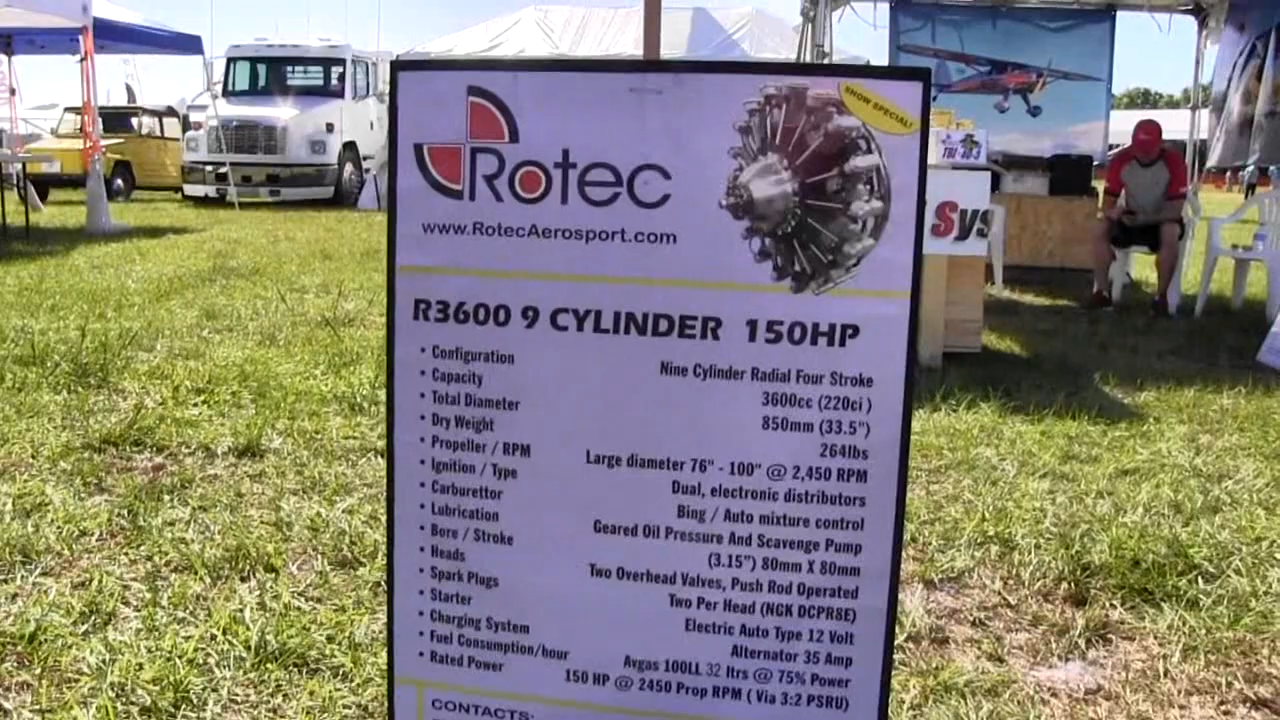 SHOW SPECIAL!
Rotec
www.RotecAerosport.com
R3600 9 CYLINDER 150HP
• Configuration Nine Cylinder Radial Four Stroke
• Capacity 3600cc (220ci )
• Total Diameter 850mm (33.5")
• Dry Weight 264lbs
• Propeller / RPM Large diameter 76" - 100" @ 2,450 RPM
• Ignition / Type Dual, electronic distributors
• Carburettor Bing / Auto mixture control
• Lubrication Geared Oil Pressure And Scavenge Pump
• Bore / Stroke (3.15") 80mm X 80mm
• Heads Two Overhead Valves, Push Rod Operated
• Spark Plugs Two Per Head (NGK DCPR8E)
• Starter Electric Auto Type 12 Volt
• Charging System Alternator 35 Amp
• Fuel Consumption/hour Avgas 100LL 32 ltrs @ 75% Power
• Rated Power 150 HP @ 2450 Prop RPM ( Via 3:2 PSRU)
CONTACTS:
Sys